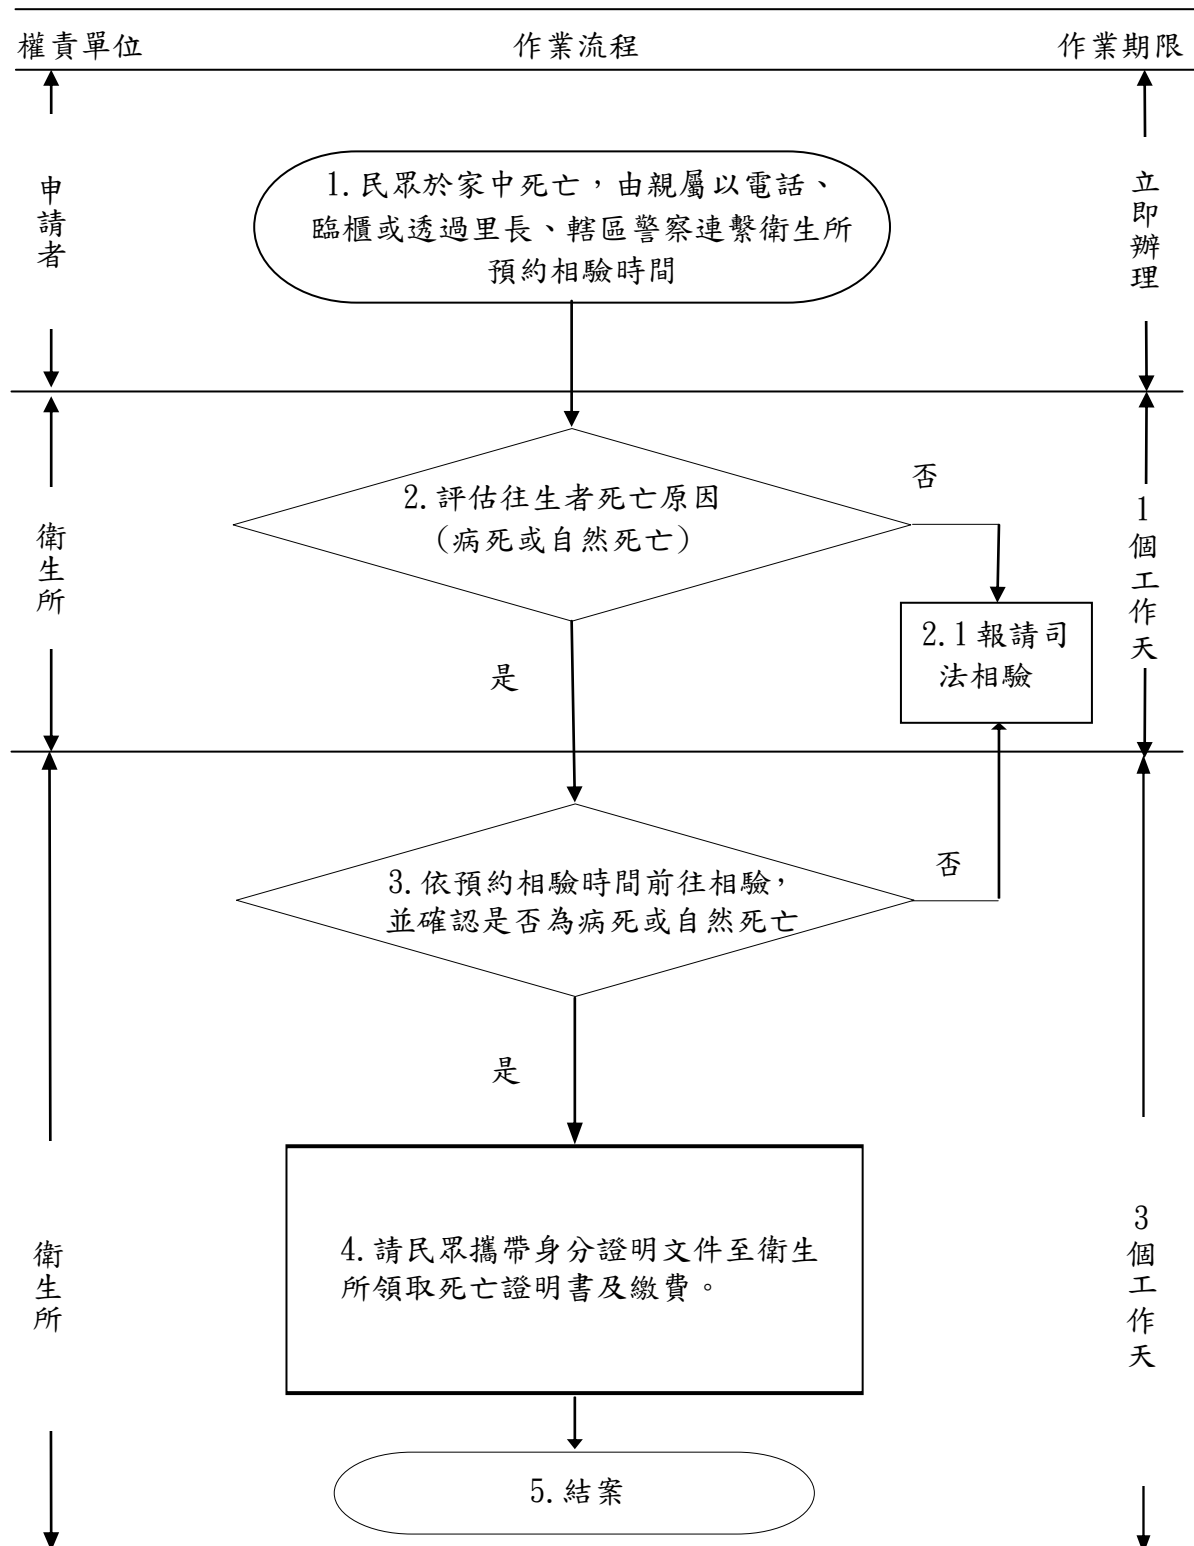 權責單位
作業流程
作業期限
申請者
1.民眾於家中死亡，由親屬以電話、
臨櫃或透過里長、轄區警察連繫衛生所
預約相驗時間
立即辦理
衛生所
2.評估往生者死亡原因
(病死或自然死亡)
否
1個工作天
2.1報請司
法相驗
是
3.依預約相驗時間前往相驗，
並確認是否為病死或自然死亡
否
是
衛生所
4.請民眾攜帶身分證明文件至衛生
所領取死亡證明書及繳費。
3個工作天
5.結案